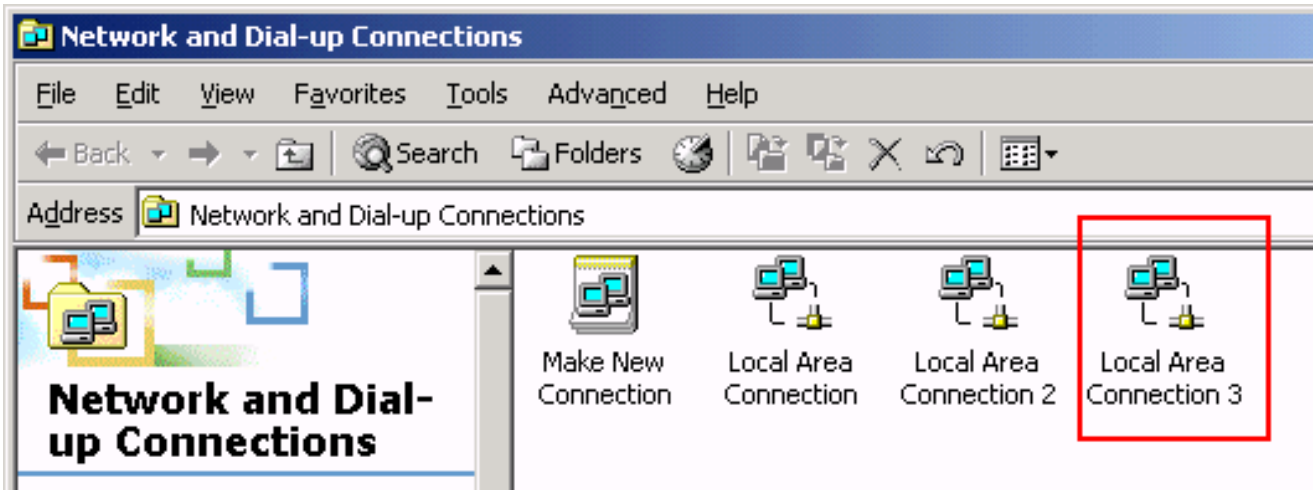 Network and Dial-up Connections
File Edit View Favorites Tools Advanced Help
Back Search Folders
Address Network and Dial-up Connections
Network and Dial-
up Connections
Make New
Connection
Local Area
Connection
Local Area
Connection 2
Local Area
Connection 3